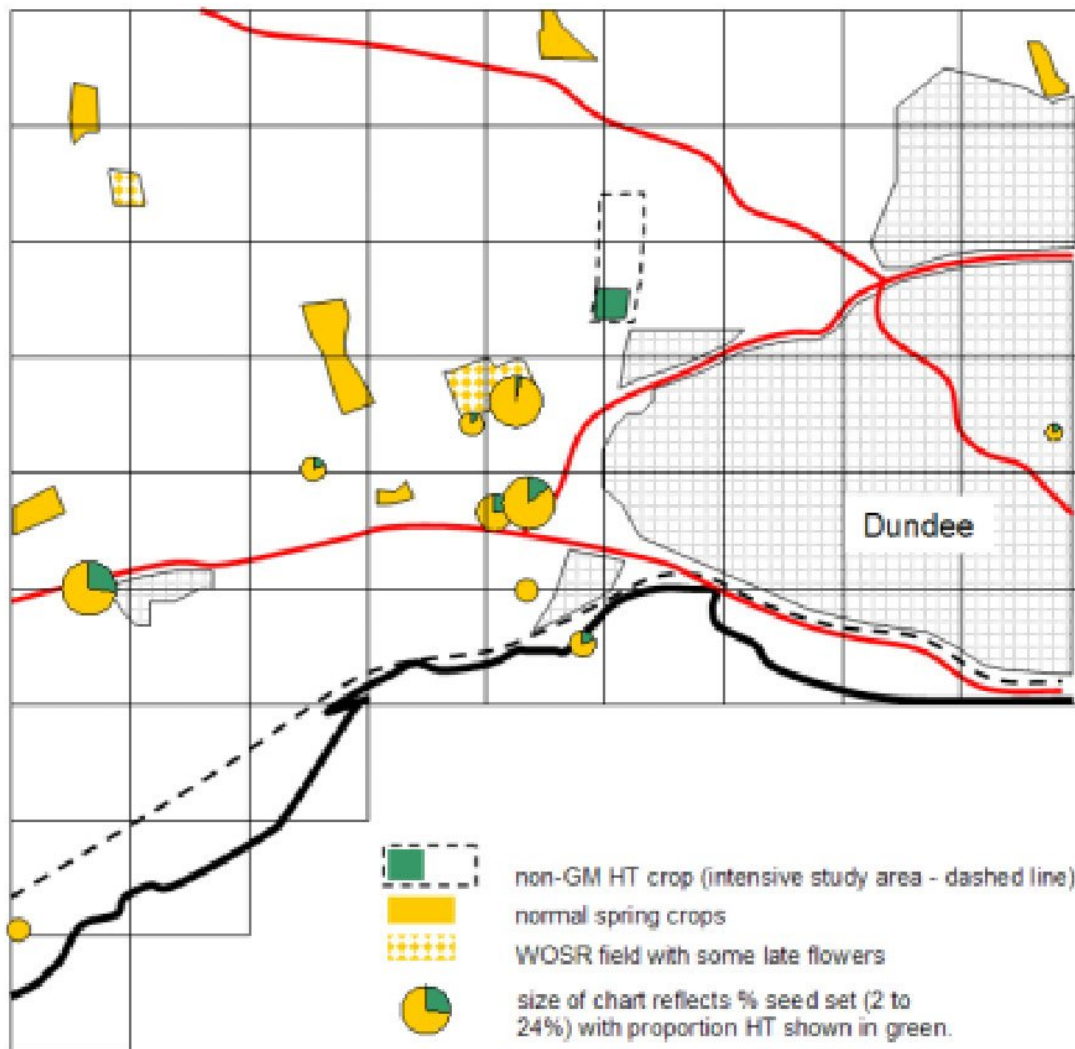 Dundee
non-GM HT crop (intensive study area - dashed line)
normal spring crops
WOSR field with some late flowers
size of chart reflects % seed set (2 to
24%) with proportion HT shown in green.